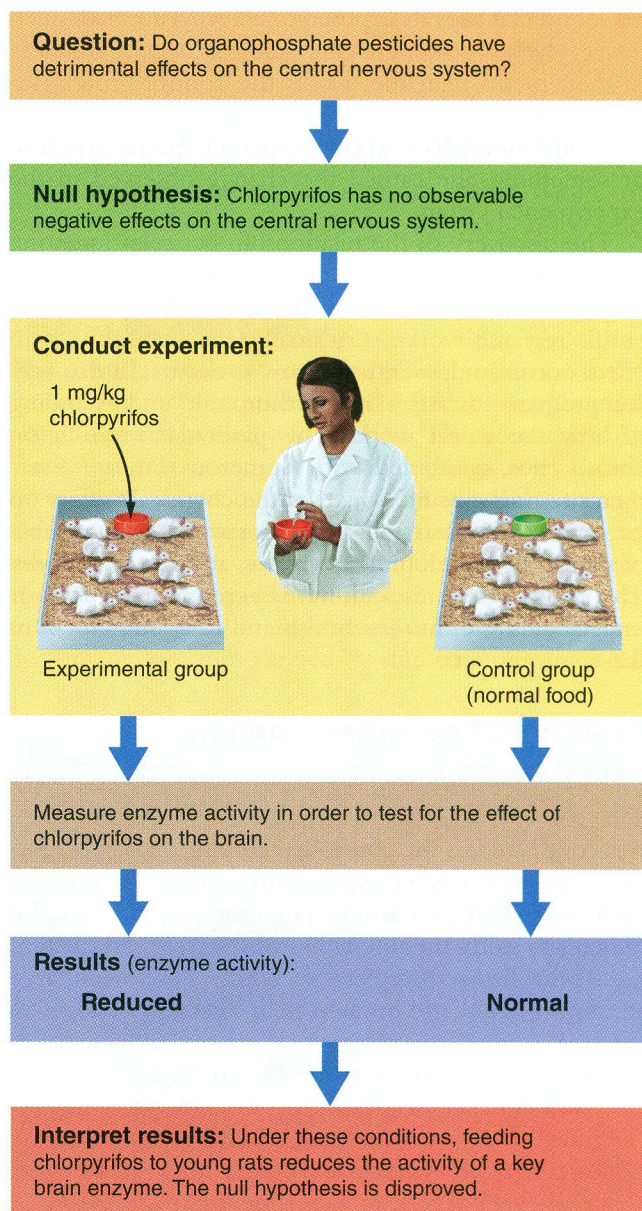 Question: Do organophosphate pesticides have
detrimental effects on the central nervous system?
Null hypothesis: Chlorpyrifos has no observable
negative effects on the central nervous system.
Conduct experiment:
1 mg/kg
chlorpyrifos
Experimental group
Control group
(normal food)
Measure enzyme activity in order to test for the effect of
chlorpyrifos on the brain.
Results (enzyme activity):
Reduced
Normal
Interpret results: Under these conditions, feeding
chlorpyrifos to young rats reduces the activity of a key
brain enzyme. The null hypothesis is disproved.